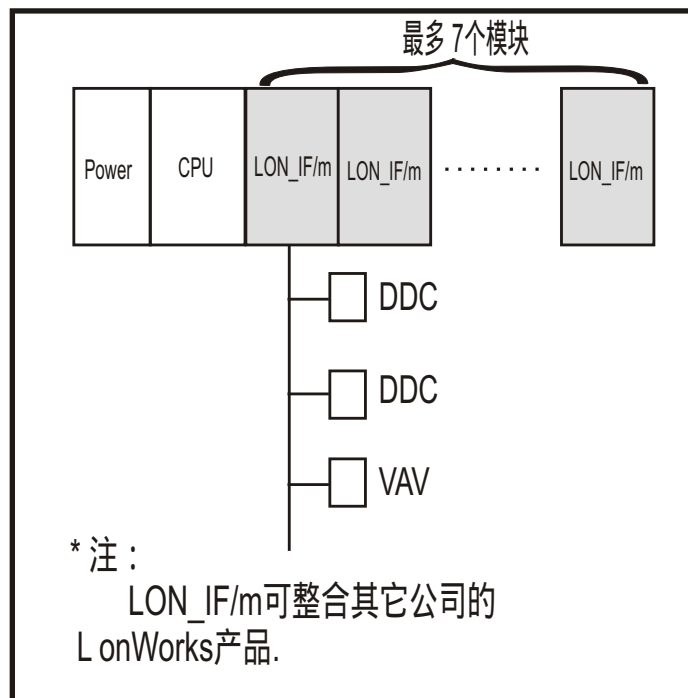 最多 7个模块
Power CPU LON_IF/m LON_IF/m ········ LON_IF/m
DDC
DDC
VAV
* 注：
LON_IF/m可整合其它公司的
LonWorks产品.